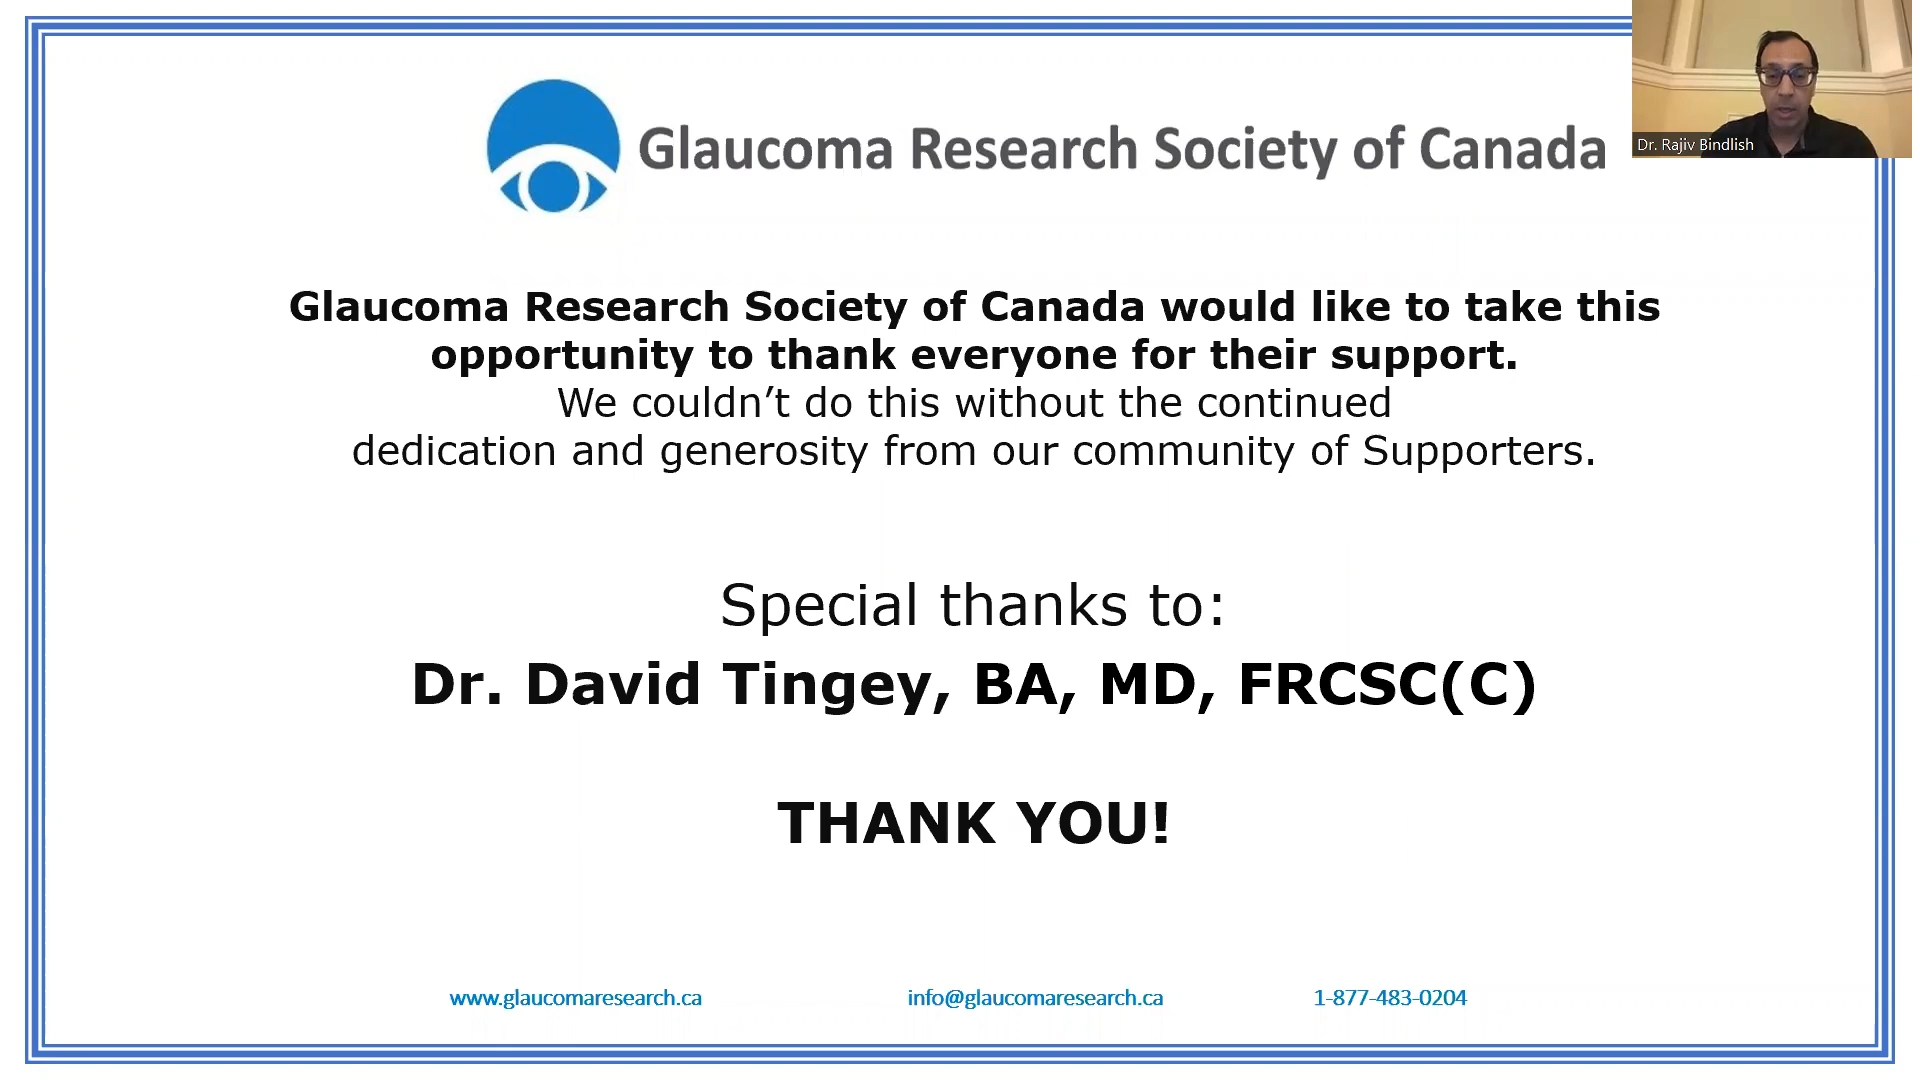 Glaucoma Research Society of Canada
Dr. Rajiv Bindlish
Glaucoma Research Society of Canada would like to take this
opportunity to thank everyone for their support.
We couldn’t do this without the continued
dedication and generosity from our community of Supporters.
Special thanks to:
Dr. David Tingey, BA, MD, FRCSC(C)
THANK YOU!
www.glaucomaresearch.ca info@glaucomaresearch.ca 1-877-483-0204